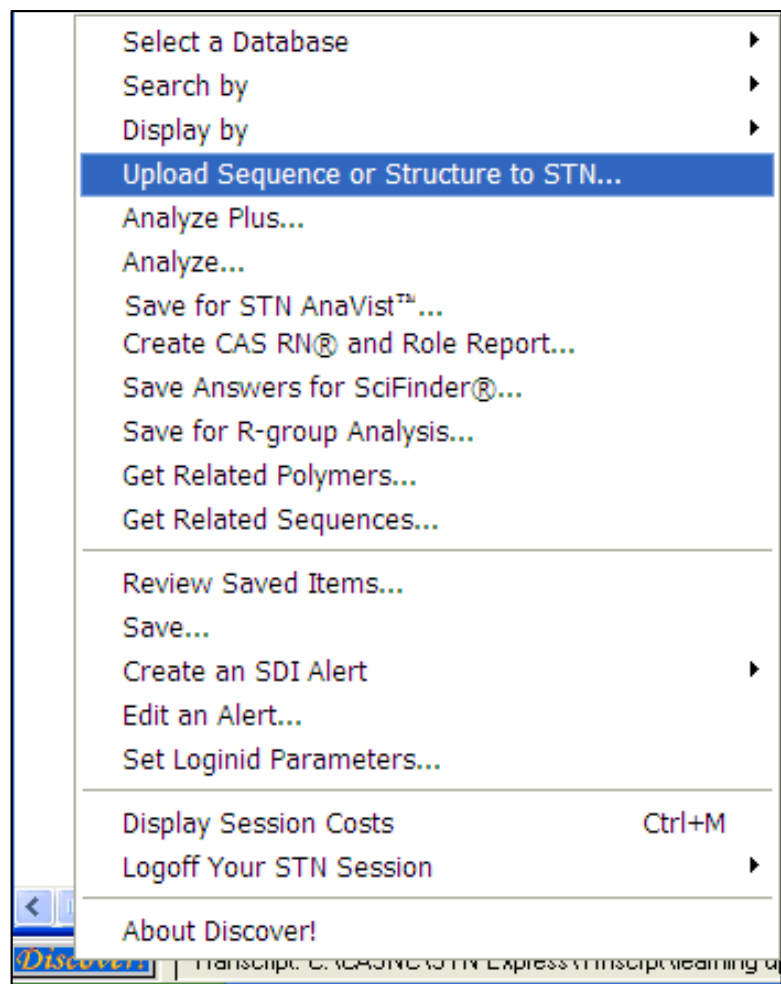 Select a Database
Search by
Display by
Upload Sequence or Structure to STN...
Analyze Plus...
Analyze...
Save for STN AnaVist™...
Create CAS RN® and Role Report...
Save Answers for SciFinder®...
Save for R-group Analysis...
Get Related Polymers...
Get Related Sequences...
Review Saved Items...
Save...
Create an SDI Alert
Edit an Alert...
Set Loginid Parameters...
Display Session Costs Ctrl+M
Logoff Your STN Session
About Discover!
Discover! Transcript: C:\